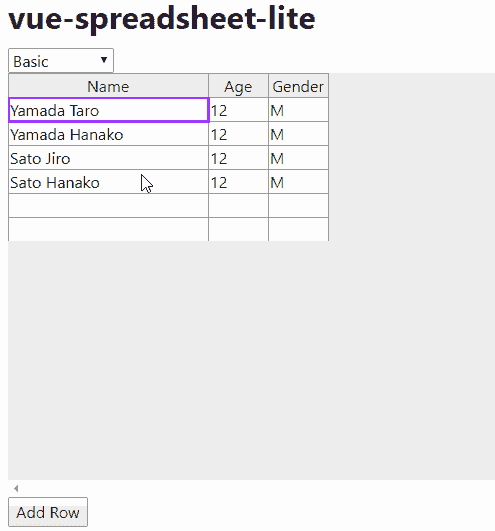 vue-spreadsheet-lite
Basic
Name Age Gender
Yamada Taro 12 M
Yamada Hanako 12 M
Sato Jiro 12 M
Sato Hanako 12 M
Add Row